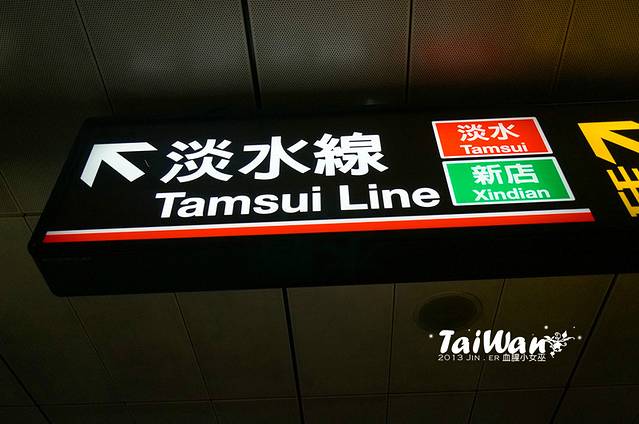 淡水線
Tamsui Line
淡水
Tamsui
新店
Xindian
TaiWan
2013 JIN . ER 血腥小女巫